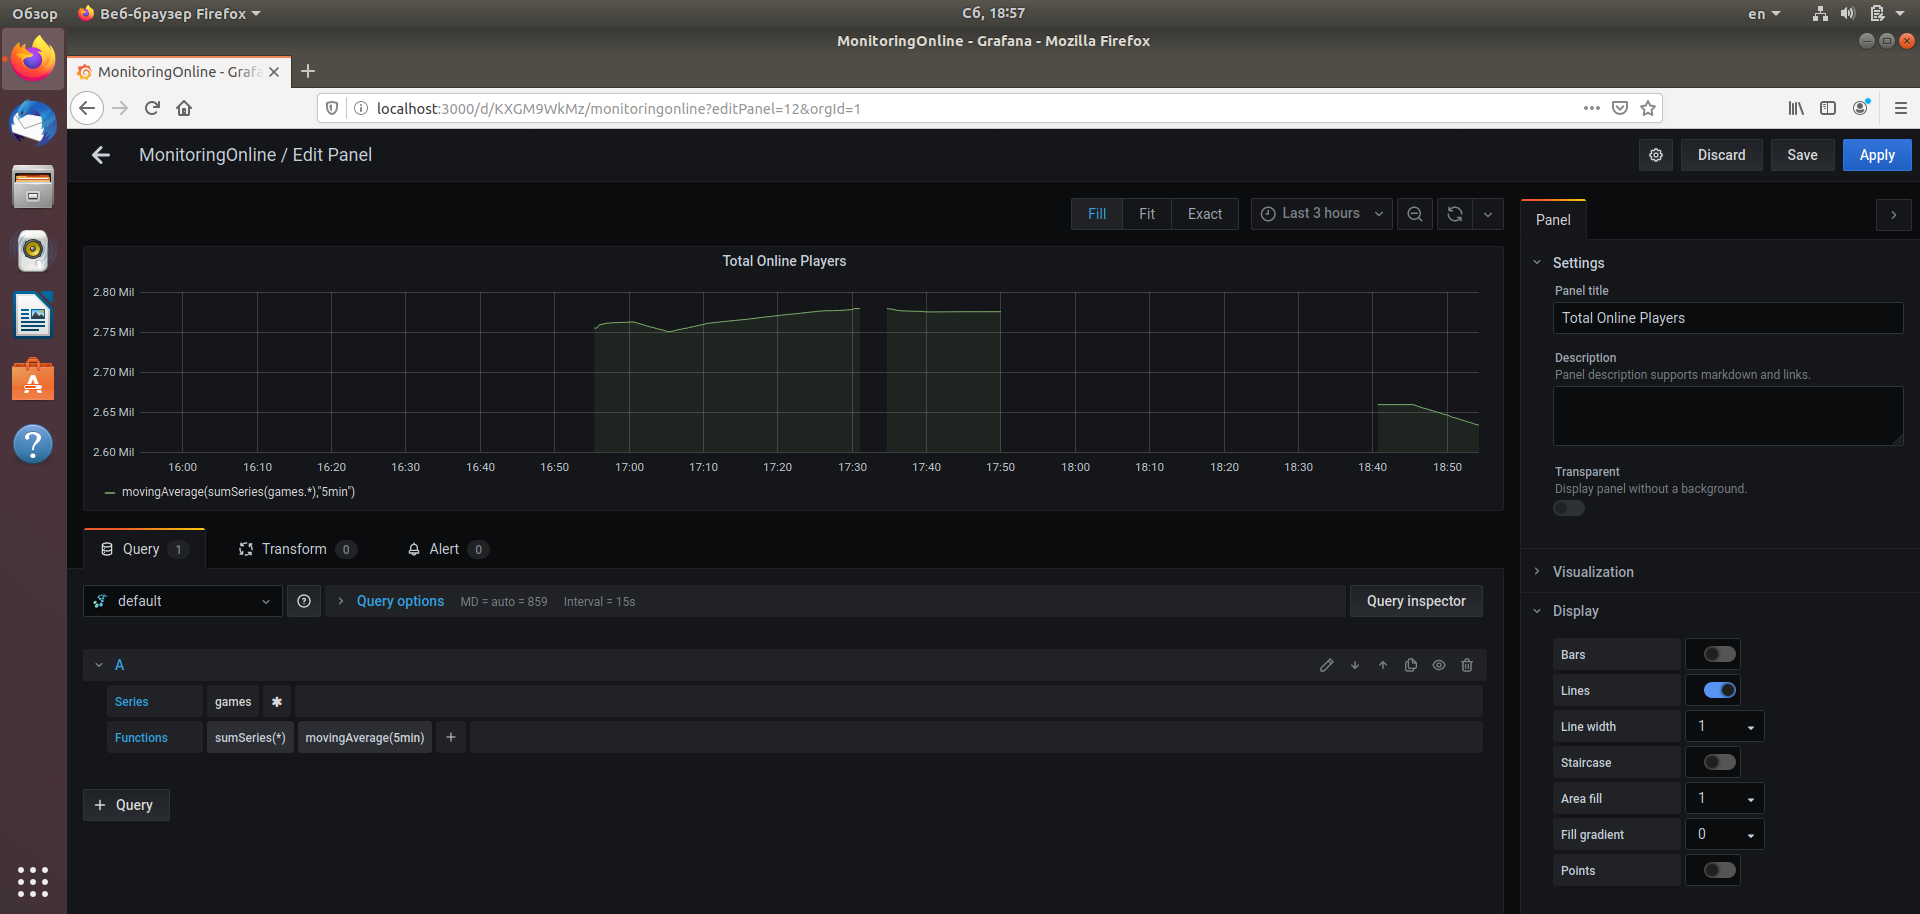 Обзор
Веб-браузер Firefox
Сб, 18:57
en
MonitoringOnline - Grafana - Mozilla Firefox
MonitoringOnline - Grafa
localhost:3000/d/KXGM9WkMz/monitoringonline?editPanel=12&orgId=1
MonitoringOnline / Edit Panel
Discard
Save
Apply
Fill
Fit
Exact
Last 3 hours
Total Online Players
2.80 Mil
2.75 Mil
2.70 Mil
2.65 Mil
2.60 Mil
16:00 16:10 16:20 16:30 16:40 16:50 17:00 17:10 17:20 17:30 17:40 17:50 18:00 18:10 18:20 18:30 18:40 18:50
movingAverage(sumSeries(games.*),"5min")
Query 1
Transform 0
Alert 0
default
Query options MD = auto = 859 Interval = 15s
Query inspector
A
Series games *
Functions sumSeries(*) movingAverage(5min) +
+ Query
Panel
Settings
Panel title
Total Online Players
Description
Panel description supports markdown and links.
Transparent
Display panel without a background.
Visualization
Display
Bars
Lines
Line width 1
Staircase
Area fill 1
Fill gradient 0
Points